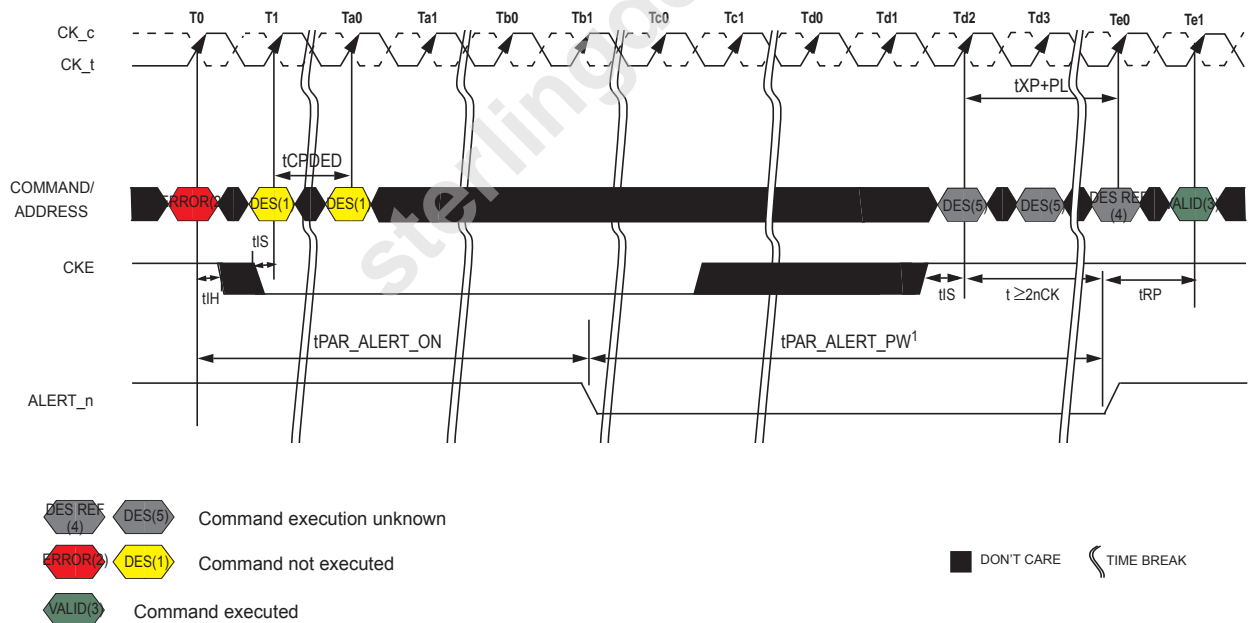 T0 T1 Ta0 Ta1 Tb0 Tb1 Tc0 Tc1 Td0 Td1 Td2 Td3 Te0 Te1
CK_c
CK_t
tXP+PL
tCPDED
COMMAND/
ADDRESS
ERROR(2 DES(1 DES(1 DES(5) DES(5) DES REF
(4) ALID(3)
tIS
CKE
tIH tIS t ≥2nCK tRP
tPAR_ALERT_ON tPAR_ALERT_PW¹
ALERT_n
DES REF
(4) DES(5) Command execution unknown
ERROR(2) DES(1) Command not executed
VALID(3) Command executed
DON'T CARE TIME BREAK